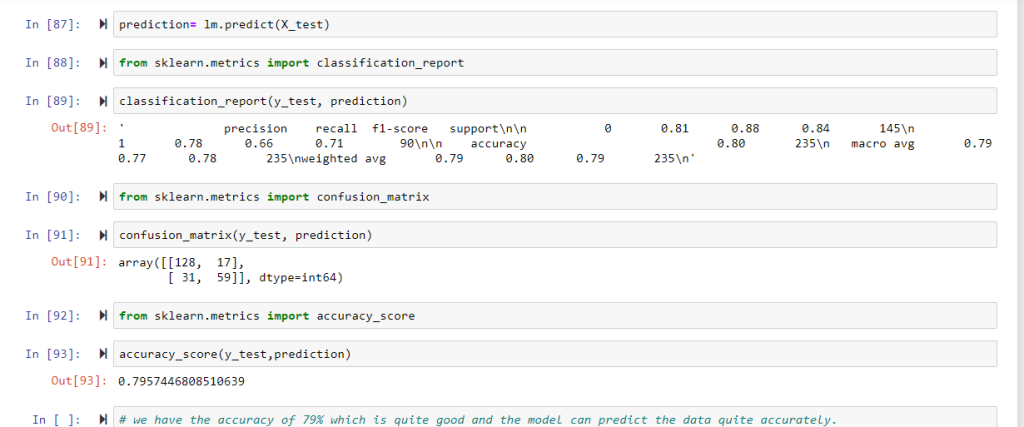 In [87]: prediction= lm.predict(X_test)
In [88]: from sklearn.metrics import classification_report
In [89]: classification_report(y_test, prediction)
Out[89]: '              precision    recall  f1-score   support\n\n           0       0.81      0.88      0.84       145\n
1       0.78      0.66      0.71        90\n\n    accuracy                           0.80       235\n   macro avg       0.79
0.77      0.78       235\nweighted avg       0.79      0.80      0.79       235\n'
In [90]: from sklearn.metrics import confusion_matrix
In [91]: confusion_matrix(y_test, prediction)
Out[91]: array([[128,  17],
[ 31,  59]], dtype=int64)
In [92]: from sklearn.metrics import accuracy_score
In [93]: accuracy_score(y_test,prediction)
Out[93]: 0.7957446808510639
In [ ]: # we have the accuracy of 79% which is quite good and the model can predict the data quite accurately.